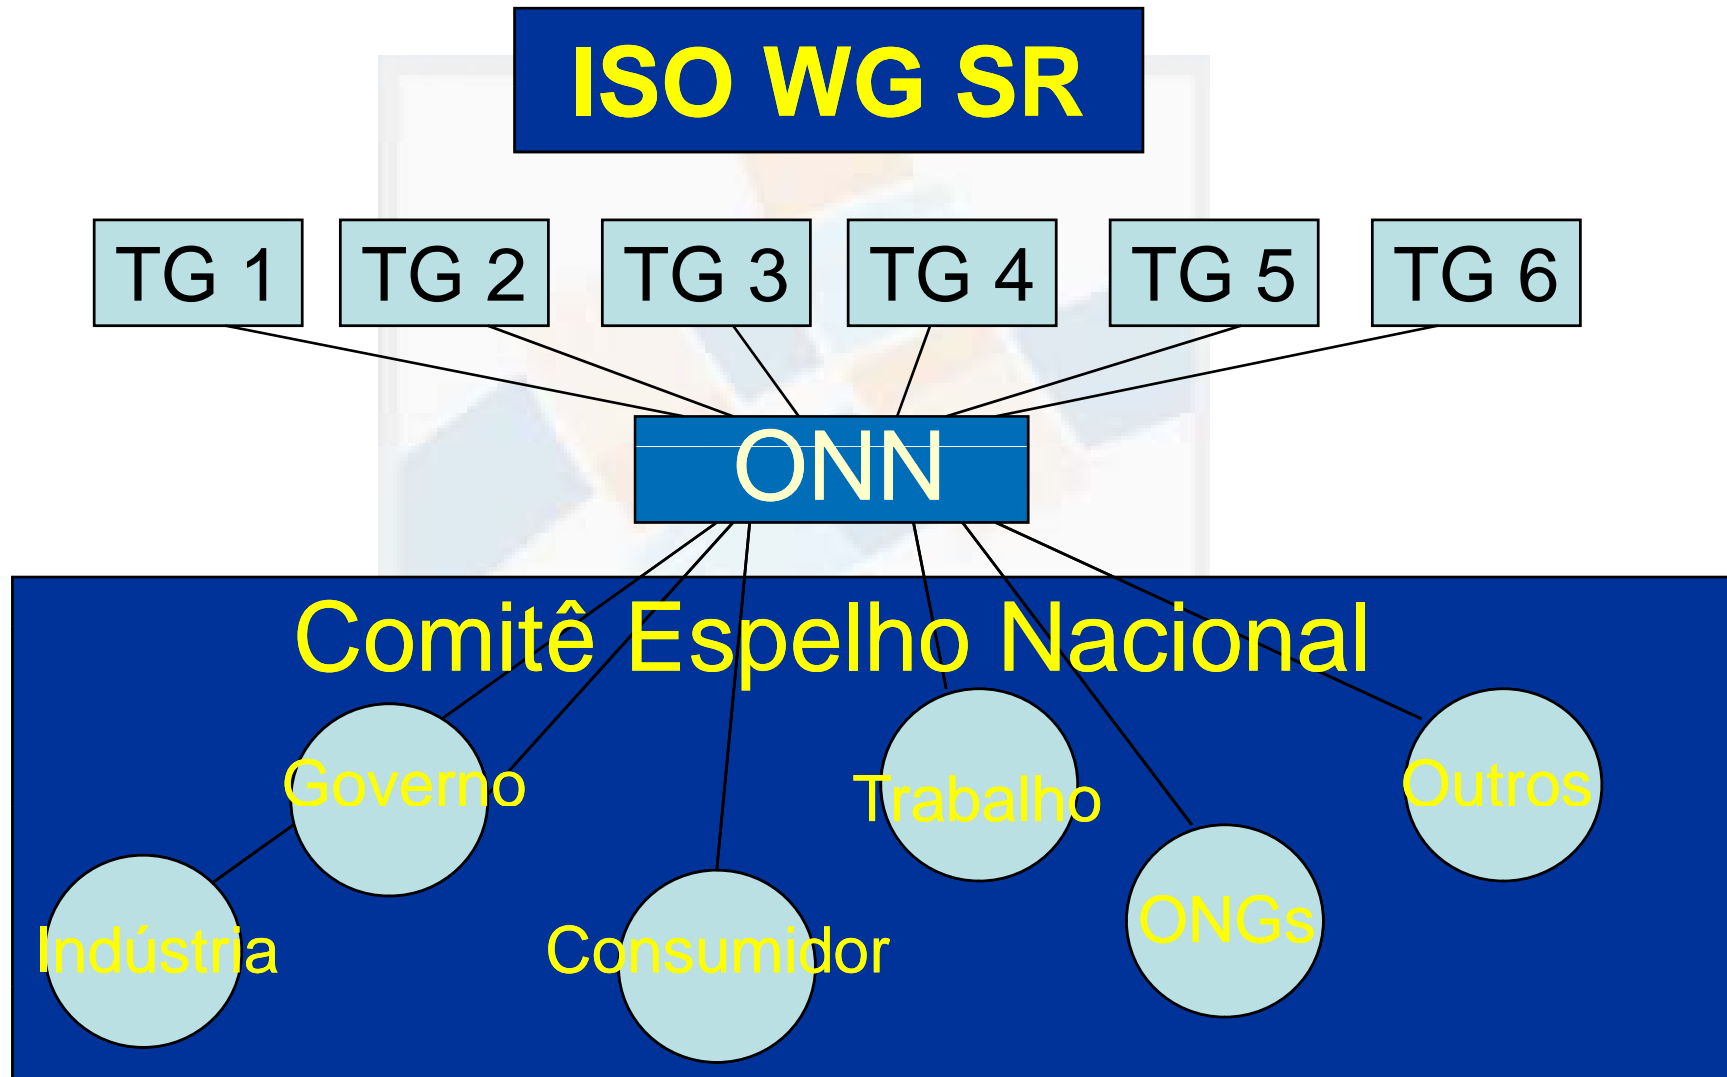 ISO WG SR
TG 1 TG 2 TG 3 TG 4 TG 5 TG 6
ONN
Comitê Espelho Nacional
Governo Trabalho Outros
Indústria Consumidor ONGs